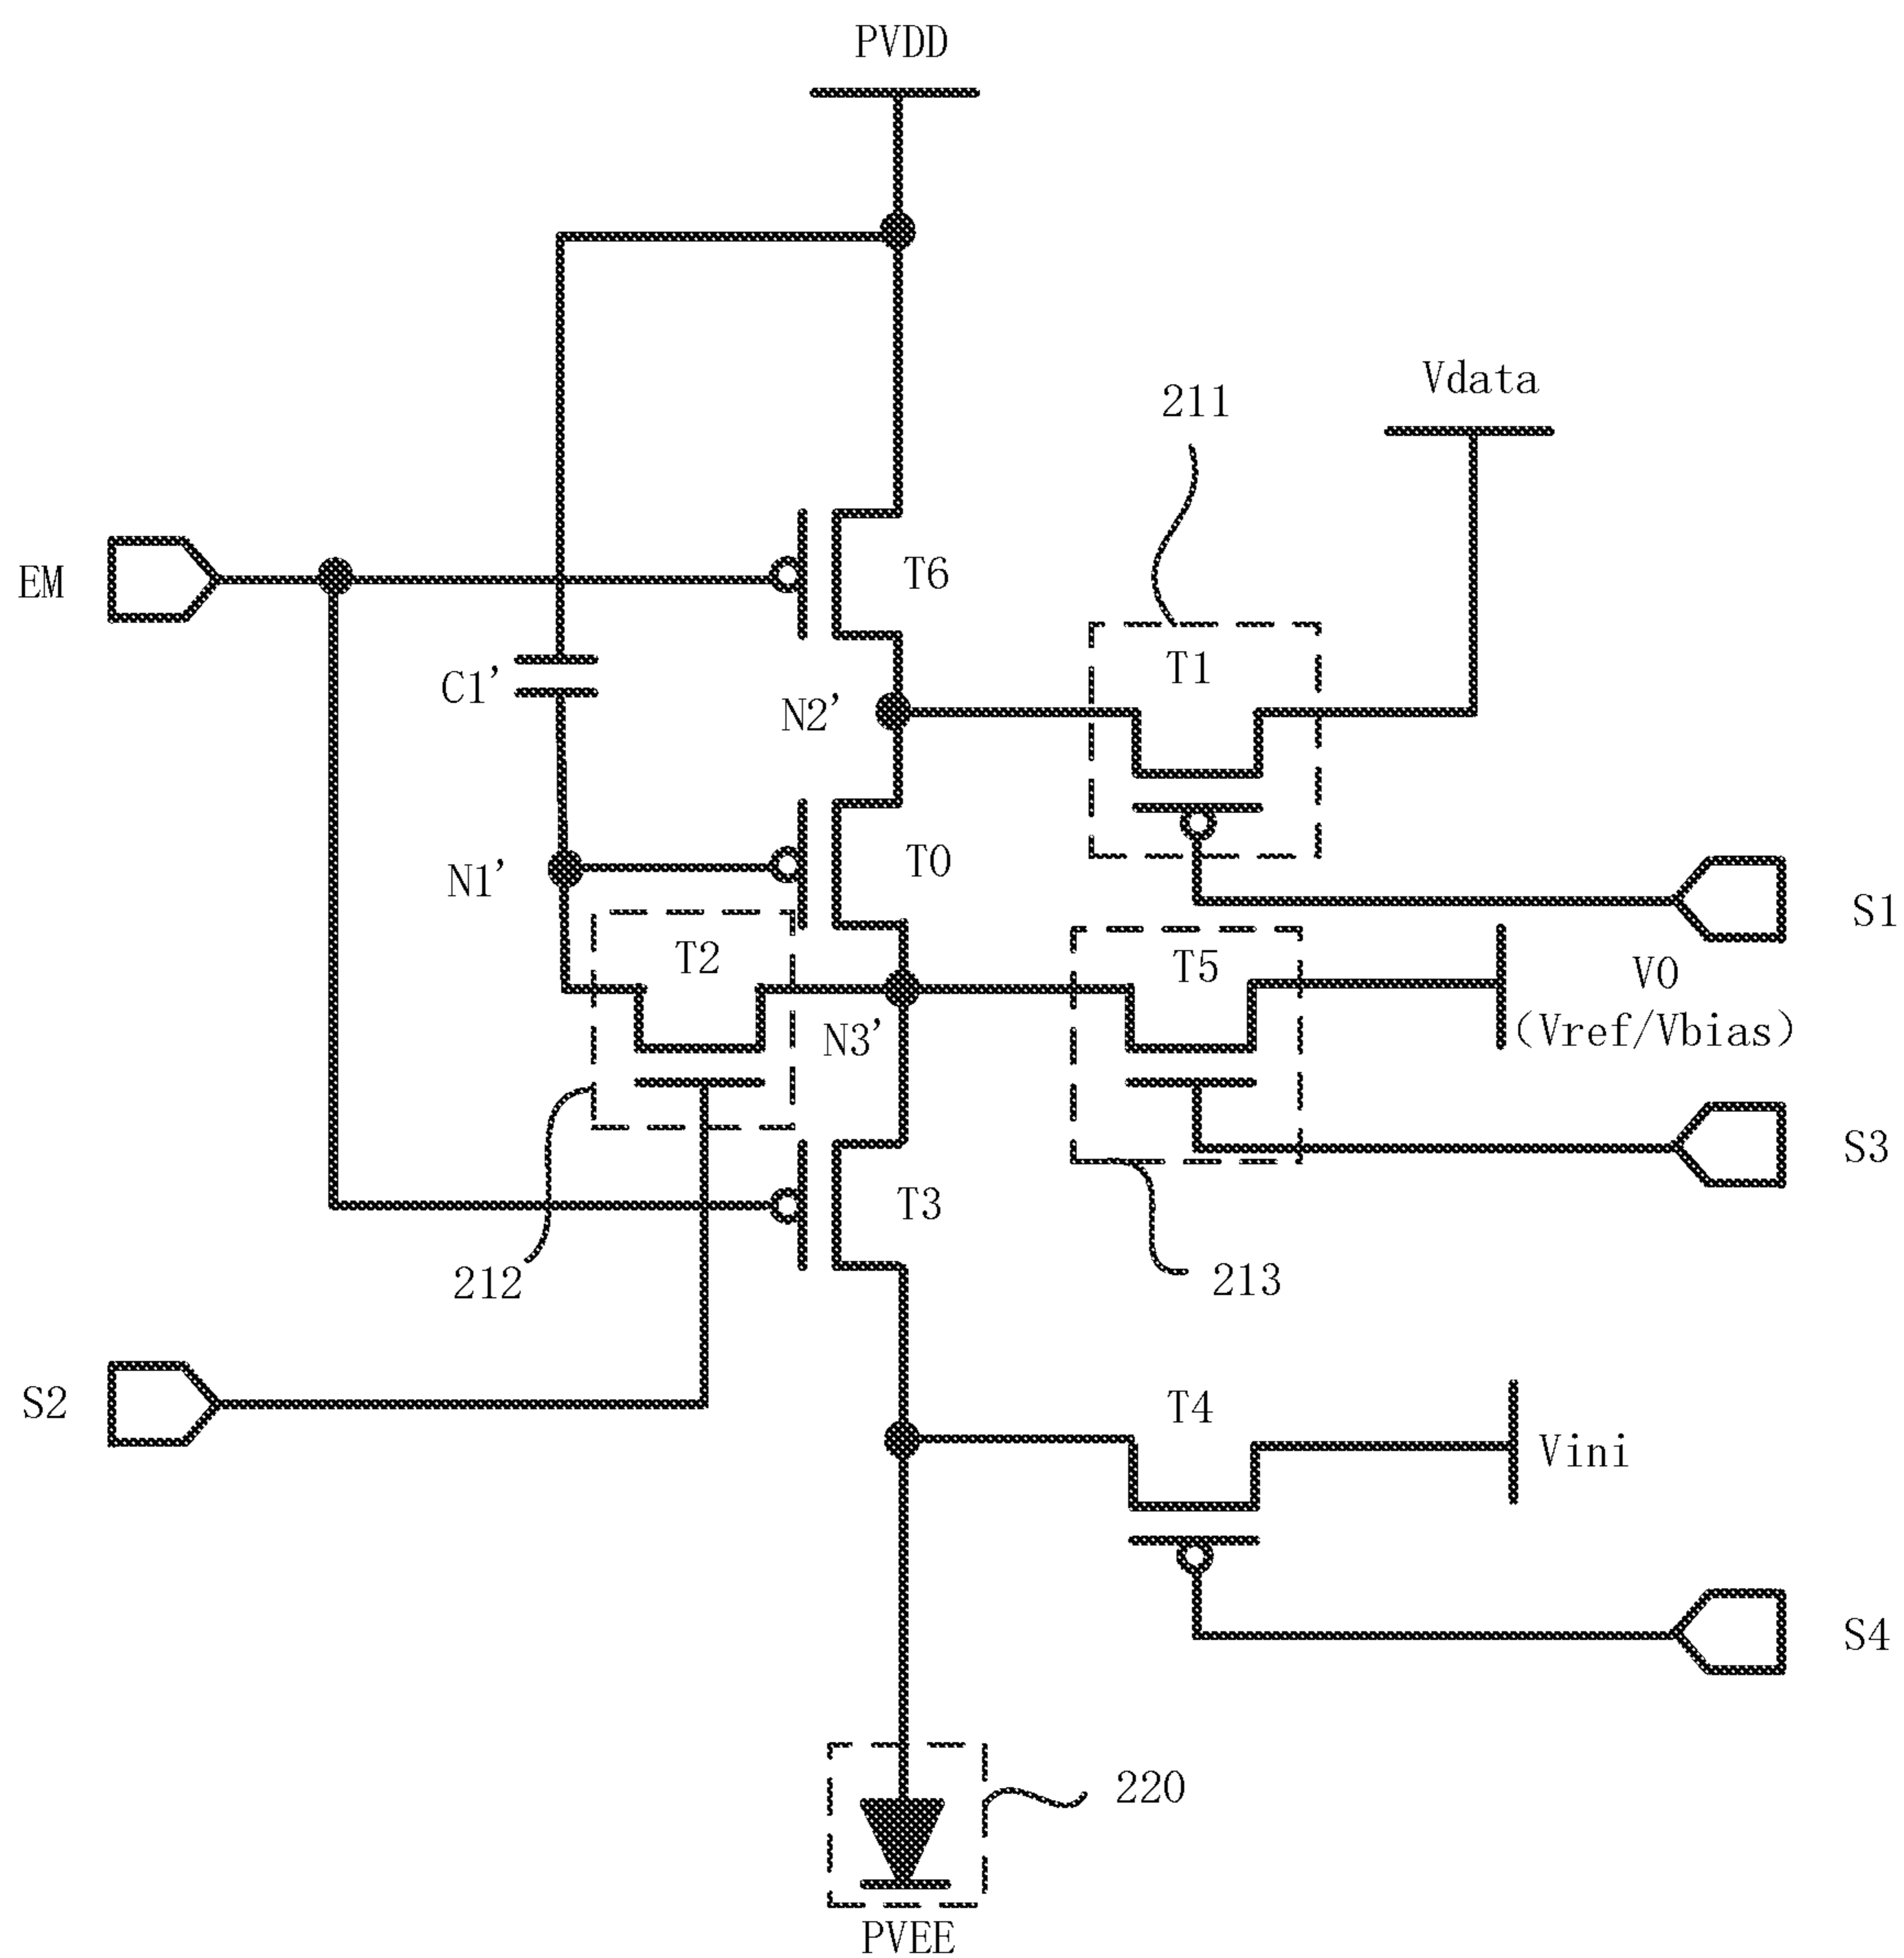 PVDD
Vdata
211
EM
T6
T1
C1'
N2'
T0
N1'
S1
T2
T5
V0
(Vref/Vbias)
N3'
S3
T3
212
213
S2
T4
Vini
S4
220
PVEE